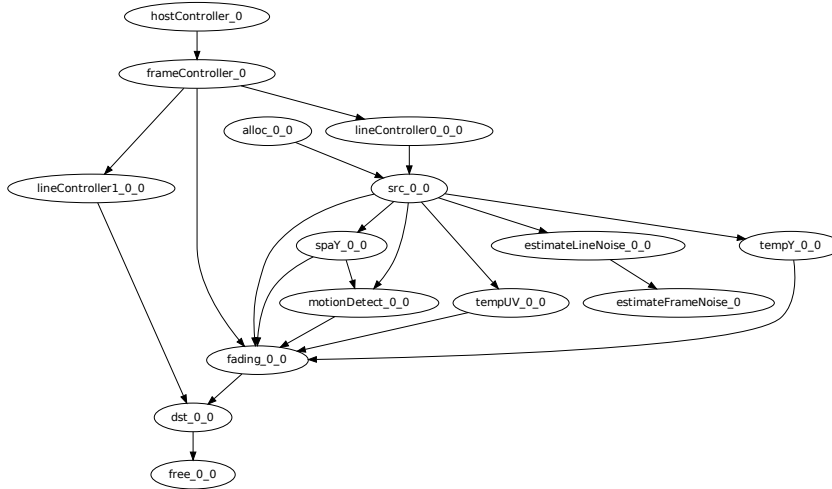 hostController_0
frameController_0
alloc_0_0
lineController0_0_0
lineController1_0_0
src_0_0
spaY_0_0
estimateLineNoise_0_0
tempY_0_0
motionDetect_0_0
tempUV_0_0
estimateFrameNoise_0
fading_0_0
dst_0_0
free_0_0